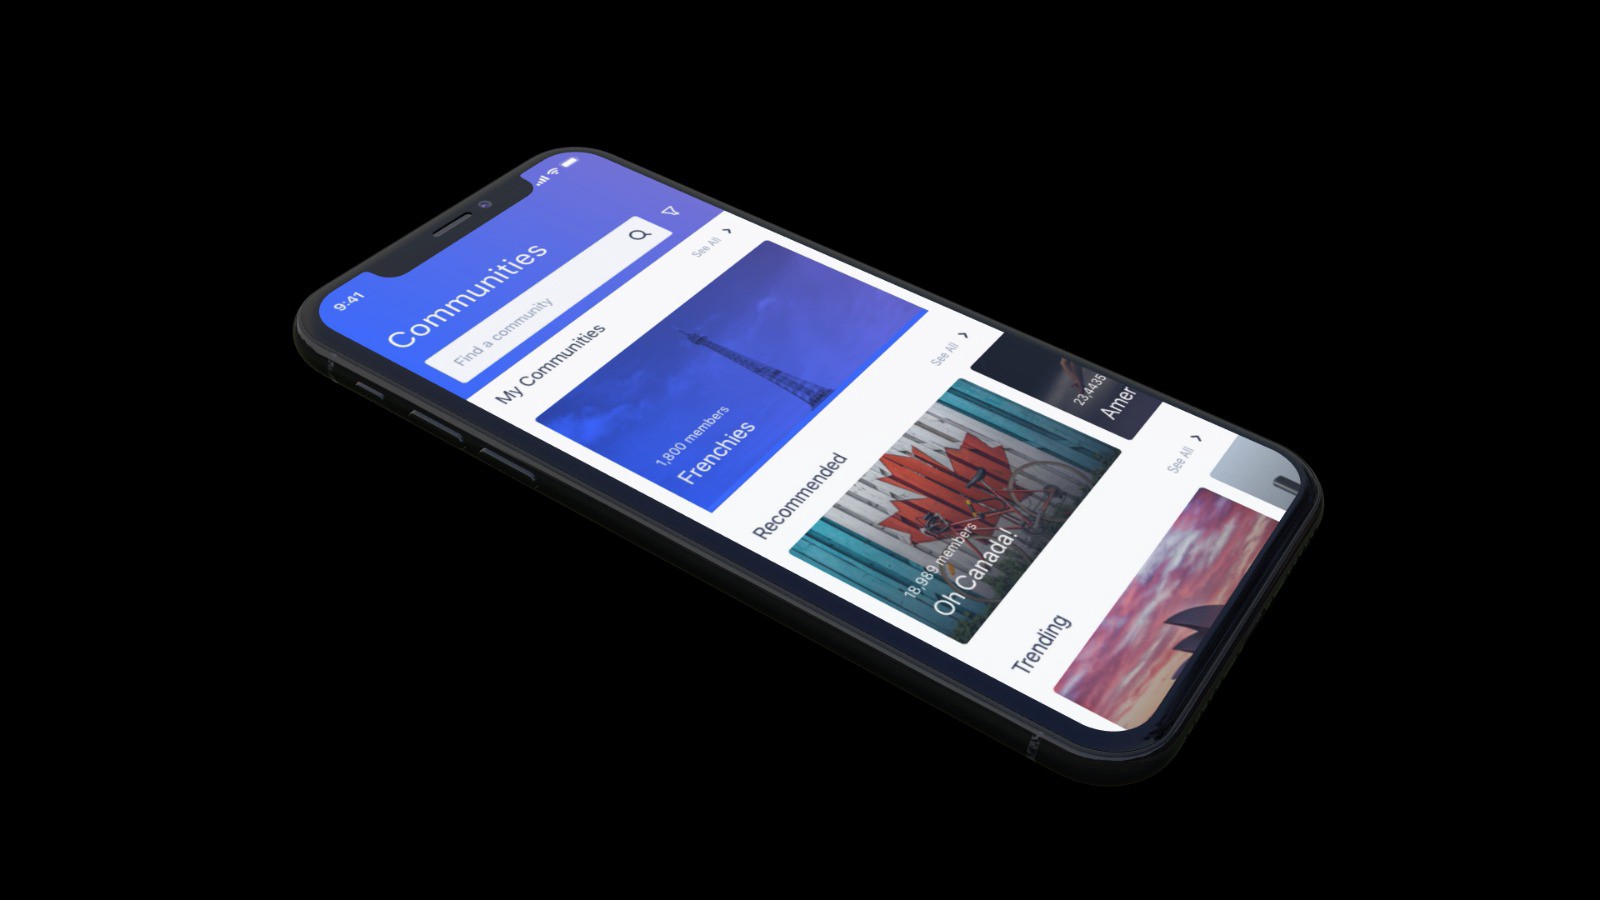 9:41
Communities
Find a community
My Communities
See All
1,800 members
Frenchies
Recommended
See All
18,989 members
Oh Canada!
23,4435
Amer
Trending
See All